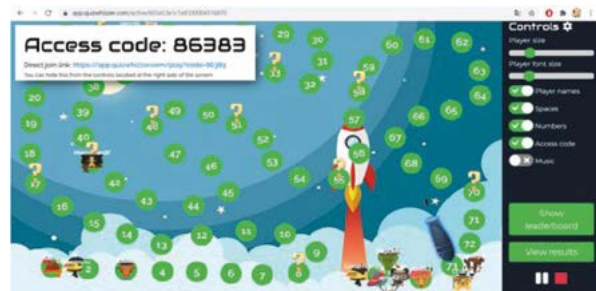 Access code: 86383
Direct join link:
You can hide this from the controls located at the right side of the screen
Controls
Player size
Player font size
Player names
Spaces
Numbers
Access code
Music
Show
leaderboard
View results
29 30 60 61 62
31 59 63
33 32 58 64
20 38 65
19 39 49 50 51 57 66
48 52 67
18 40 47 46 53 56 68
17 42 45 54 55 69 70
16 43 44 71
15 14 13 12 11 10 9 72
2 4 5 6 7 73